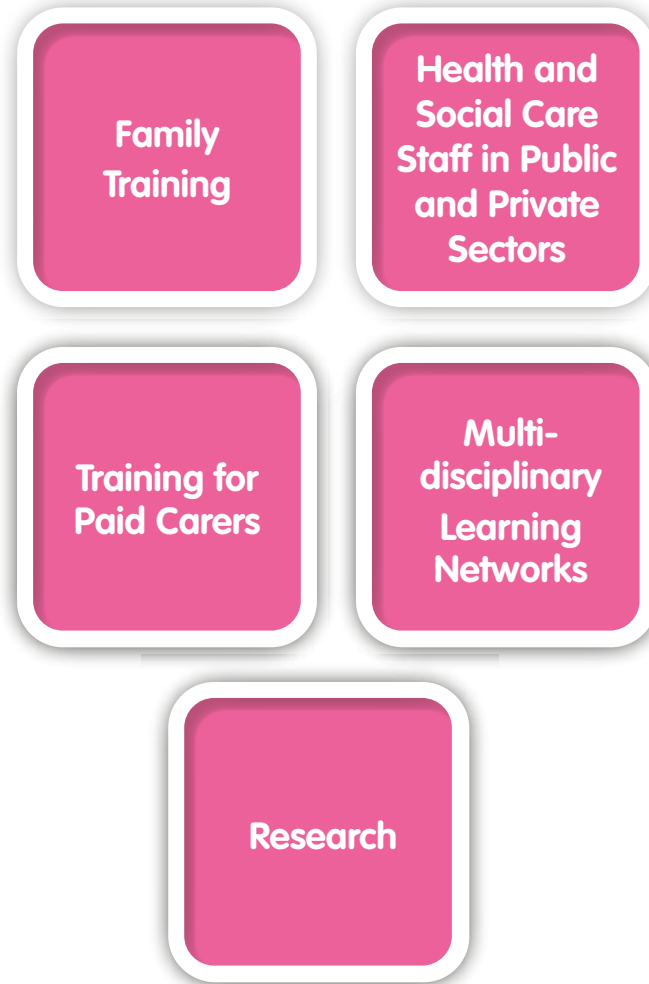 Family
Training
Health and
Social Care
Staff in Public
and Private
Sectors
Training for
Paid Carers
Multi-
disciplinary
Learning
Networks
Research